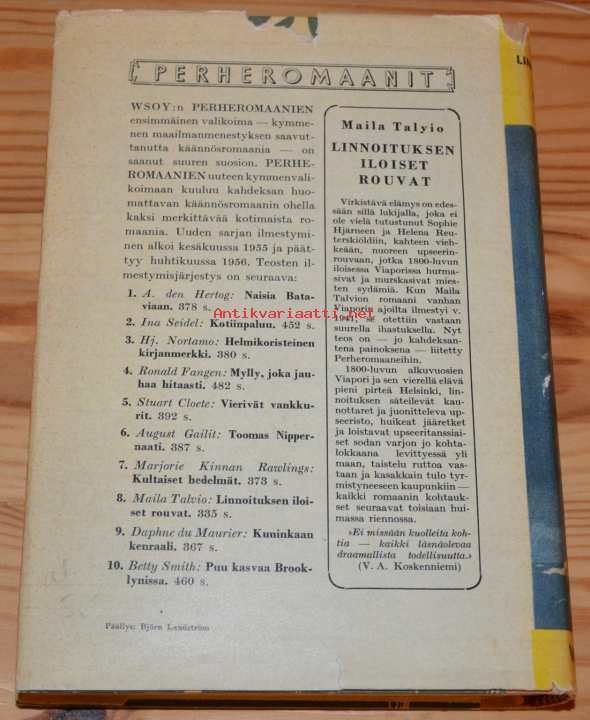 PERHEROMAANIT
WSOY:n PERHEROMAANIEN
ensimmäinen valikoima — kymme-
nen maailmanmenestyksen saavut-
tanutta käännösromaania — on
saanut suuren suosion. PERHE-
ROMAANIEN uuteen kymmenvali-
koimaan kuuluu kahdeksan huo-
mattavan käännösromaanin ohella
kaksi merkittävää kotimaista ro-
maania. Uuden sarjan ilmestymi-
nen alkoi kesäkuussa 1955 ja päät-
tyy huhtikuussa 1956. Teosten il-
mestymisjärjestys on seuraava:
1. A. den Hertog: Naisia Bata-
viaan. 378 s.
2. Ina Seidel: Kotiinpaluu. 452 s.
3. Hj. Nortamo: Helmikoristeinen
kirjanmerkki. 380 s.
4. Ronald Fangen: Mylly, joka jau-
haa hitaasti. 482 s.
5. Stuart Cloete: Vierivät vankku-
rit. 392 s.
6. August Gailit: Toomas Nipper-
naati. 387 s.
7. Marjorie Kinnan Rawlings:
Kultaiset hedelmät. 373 s.
8. Maila Talvio: Linnoituksen iloi-
set rouvat. 335 s.
9. Daphne du Maurier: Kuninkaan
kenraali. 367 s.
10. Betty Smith: Puu kasvaa Brook-
lynissa. 460 s.
Päällys: Björn Landström
Maila Talvio
LINNOITUKSEN
ILOISET
ROUVAT
Virkistävä elämys on edes-
sään sillä lukijalla, joka ei
ole vielä tutustunut Sophie
Hjärneen ja Helena Reu-
terskiöldiin, kahteen vieh-
keään, nuoreen upseerin-
rouvaan, jotka 1800-luvun
iloisessa Viaporissa hurma-
sivat ja murskasivat mies-
ten sydämiä. Kun Maila
Talvion romaani vanhan
Viaporin ajoilta ilmestyi v.
1941, se otettiin vastaan
suurella ihastuksella. Nyt
teos on — jo kahdeksan-
tena painoksena — liitetty
Perheromaaneihin.
1800-luvun alkuvuosien
Viapori ja sen vierellä elävä
pieni pirteä Helsinki, lin-
noituksen säteilevät kau-
nottaret ja juonitteleva up-
seeristo, huikeat jääretket
ja loistavat upseeritanssiai-
set sodan varjon jo kohta-
lokkaana levittyessä yli
maan, taistelu ruttoa vas-
taan ja kasakkain tulo tyr-
mistyneeseen kaupunkiin —
kaikki romaanin kohtauk-
set seuraavat toisiaan hui-
massa riennossa.
»Ei missään kuolleita koh-
tia — kaikki läsnäolevaa
draamallista todellisuutta.»
(V. A. Koskenniemi)
Antikvariaatti.net